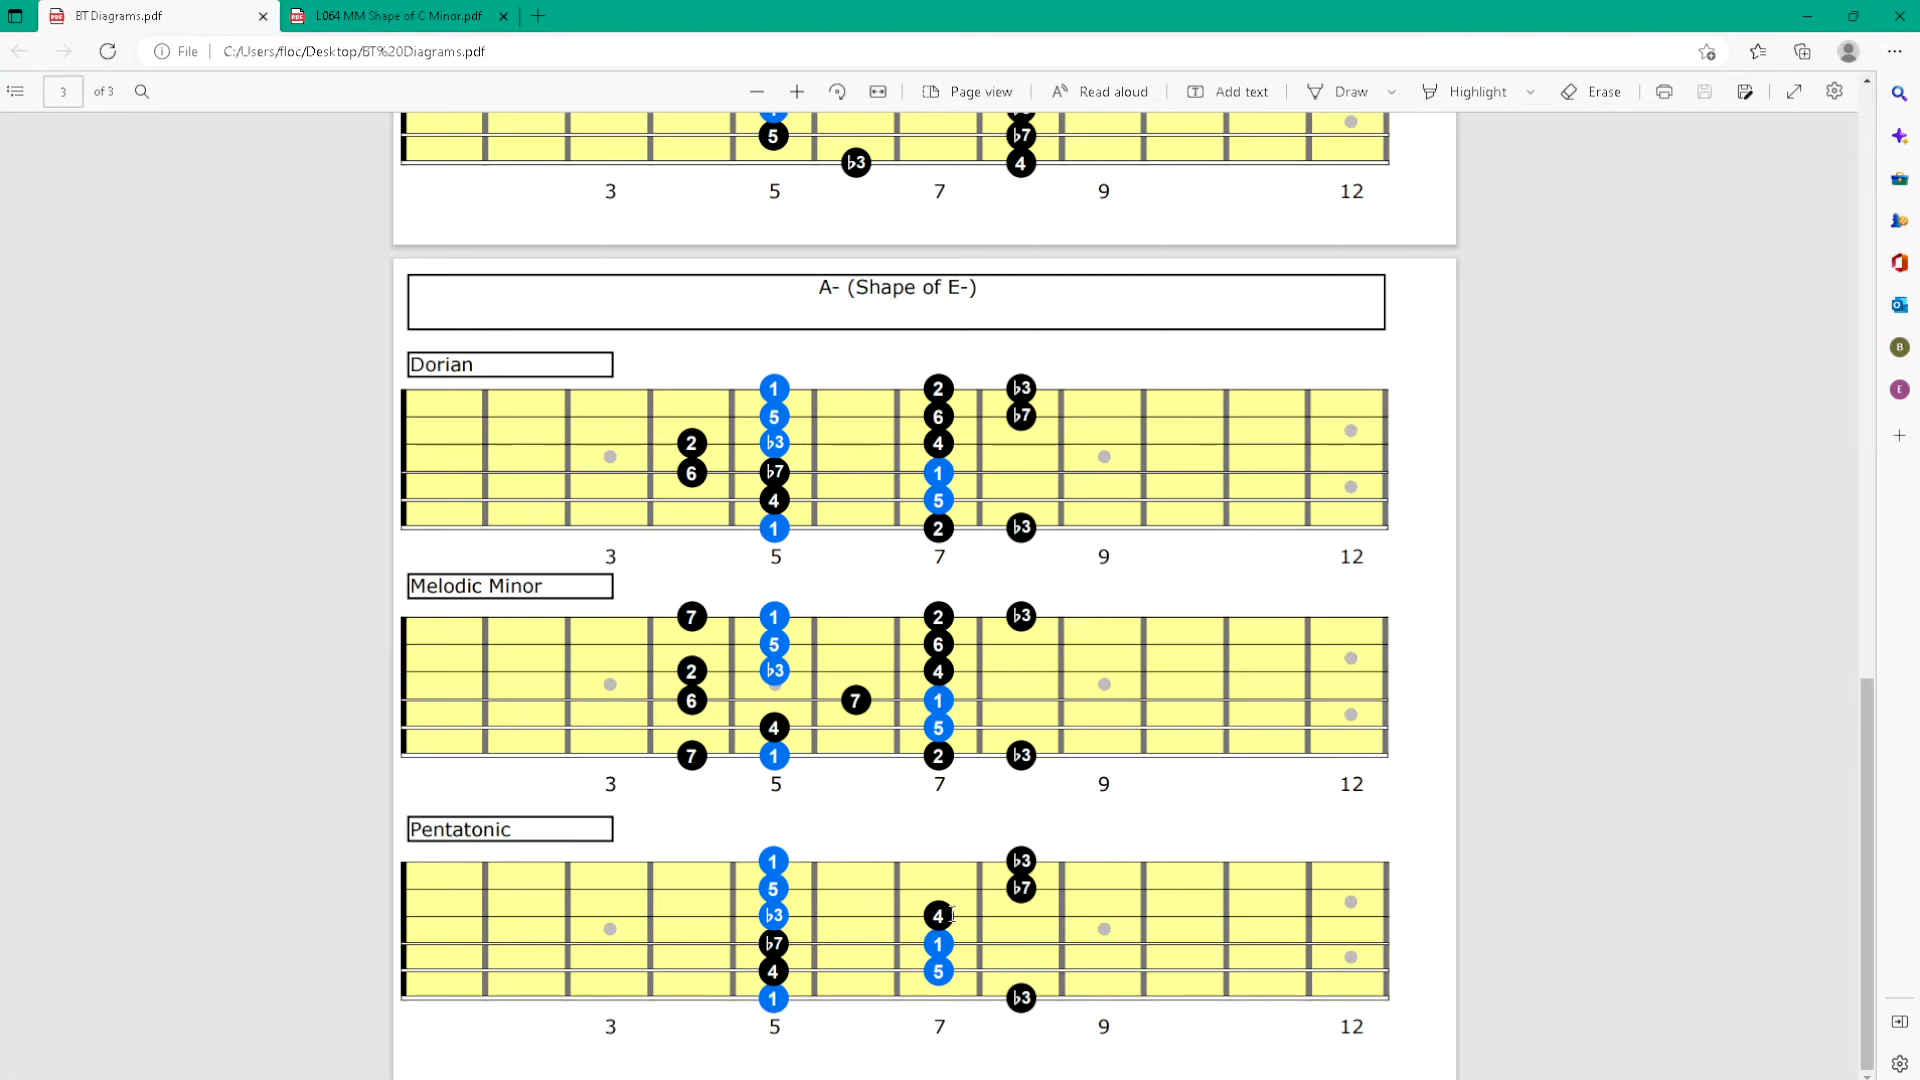 BT Diagrams.pdf
L064 MM Shape of C Minor.pdf
File C:/Users/floc/Desktop/BT%20Diagrams.pdf
3 of 3 Page view Read aloud Add text Draw Highlight Erase
5 ♭7
♭3 4
3 5 7 9 12
A- (Shape of E-)
Dorian
1 2 ♭3
5 6 ♭7
2 ♭3 4
6 ♭7 1
4 5
1 2 ♭3
3 5 7 9 12
Melodic Minor
7 1 2 ♭3
5 6
2 ♭3 4
6 7 1
4 5
7 1 2 ♭3
3 5 7 9 12
Pentatonic
1 ♭3
5 ♭7
♭3 4
♭7 1
4 5
1 ♭3
3 5 7 9 12
B
E